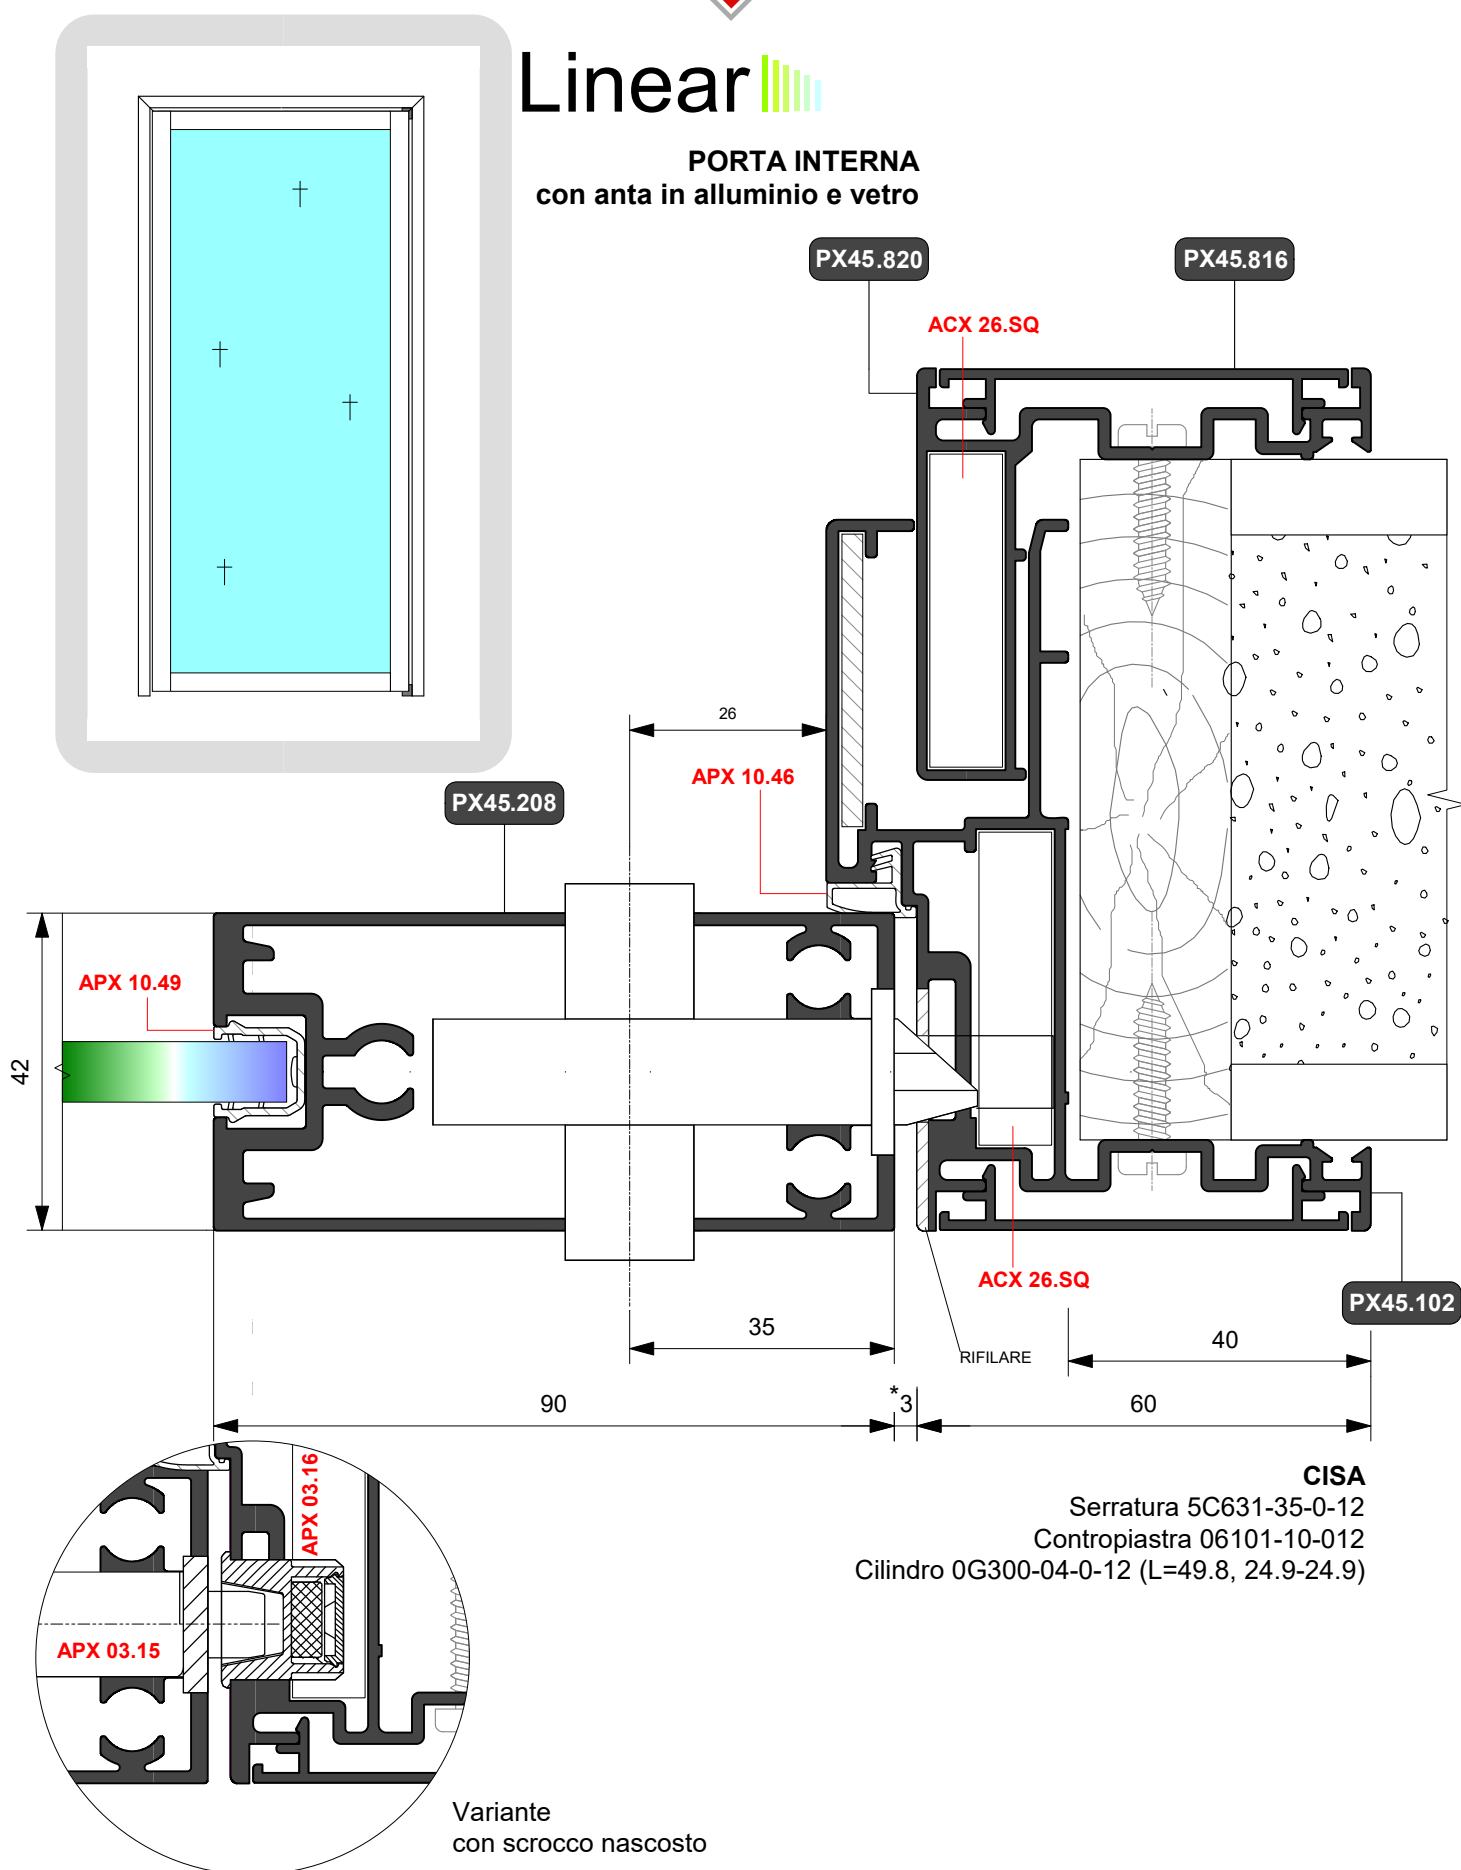 Linear
PORTA INTERNA
con anta in alluminio e vetro
PX45.820
PX45.816
ACX 26.SQ
26
APX 10.46
PX45.208
APX 10.49
42
ACX 26.SQ
PX45.102
35
RIFILARE
40
90
*3
60
CISA
Serratura 5C631-35-0-12
Contropiastra 06101-10-012
Cilindro 0G300-04-0-12 (L=49.8, 24.9-24.9)
APX 03.16
APX 03.15
Variante
con scrocco nascosto